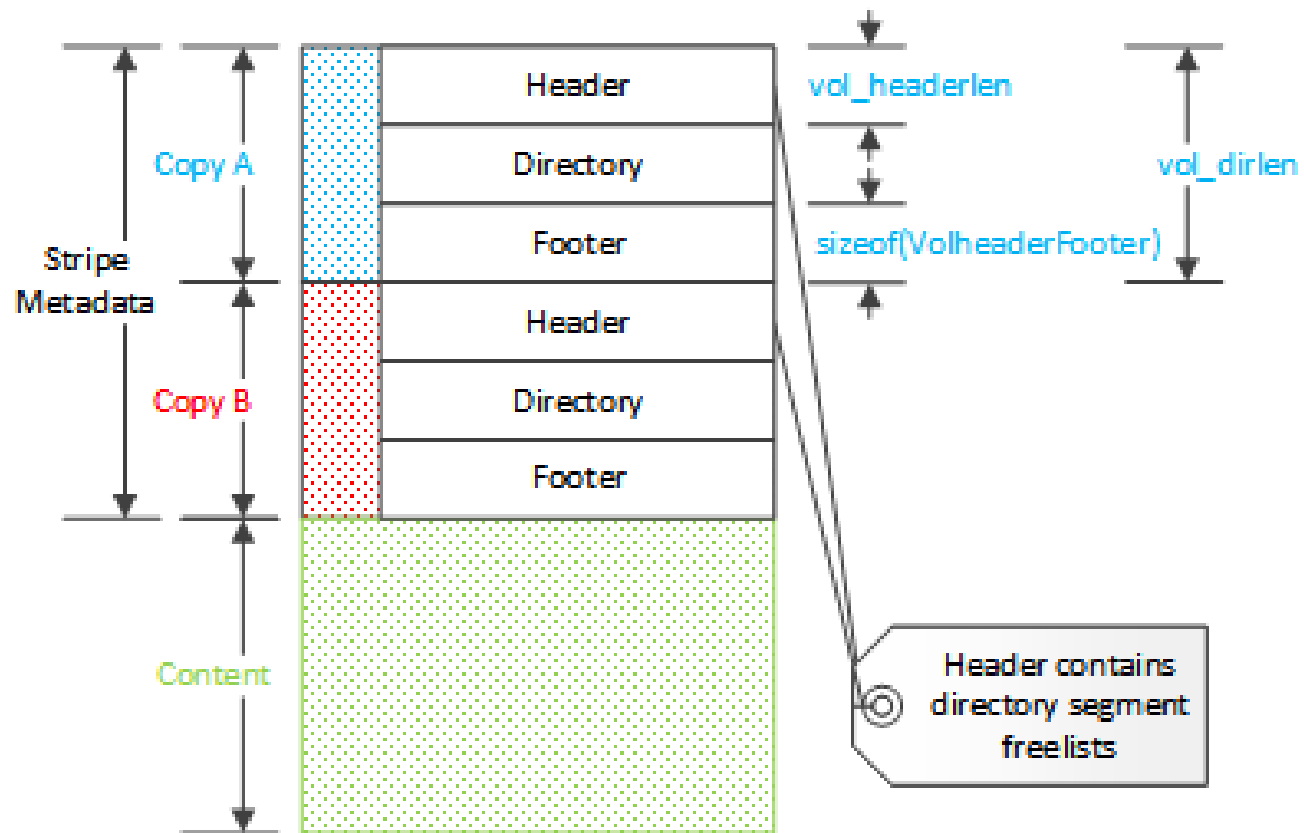 Header
vol_headerlen
Copy A
Directory
vol_dirlen
Footer
sizeof(VolheaderFooter)
Stripe
Metadata
Header
Copy B
Directory
Footer
Content
Header contains
directory segment
freelists